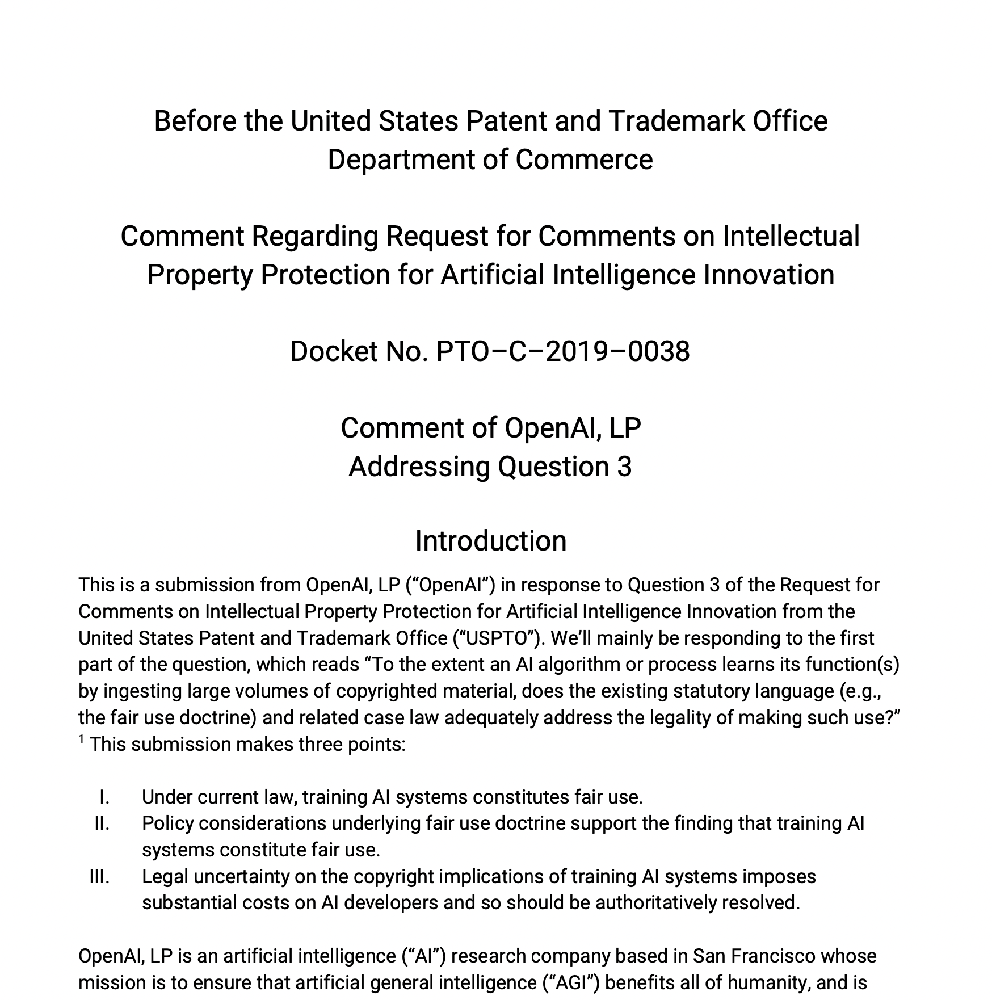 Before the United States Patent and Trademark Office
Department of Commerce
Comment Regarding Request for Comments on Intellectual
Property Protection for Artificial Intelligence Innovation
Docket No. PTO–C–2019–0038
Comment of OpenAI, LP
Addressing Question 3
Introduction
This is a submission from OpenAI, LP (“OpenAI”) in response to Question 3 of the Request for
Comments on Intellectual Property Protection for Artificial Intelligence Innovation from the
United States Patent and Trademark Office (“USPTO”). We’ll mainly be responding to the first
part of the question, which reads “To the extent an AI algorithm or process learns its function(s)
by ingesting large volumes of copyrighted material, does the existing statutory language (e.g.,
the fair use doctrine) and related case law adequately address the legality of making such use?”
1 This submission makes three points:
I. Under current law, training AI systems constitutes fair use.
II. Policy considerations underlying fair use doctrine support the finding that training AI
systems constitute fair use.
III. Legal uncertainty on the copyright implications of training AI systems imposes
substantial costs on AI developers and so should be authoritatively resolved.
OpenAI, LP is an artificial intelligence (“AI”) research company based in San Francisco whose
mission is to ensure that artificial general intelligence (“AGI”) benefits all of humanity, and is